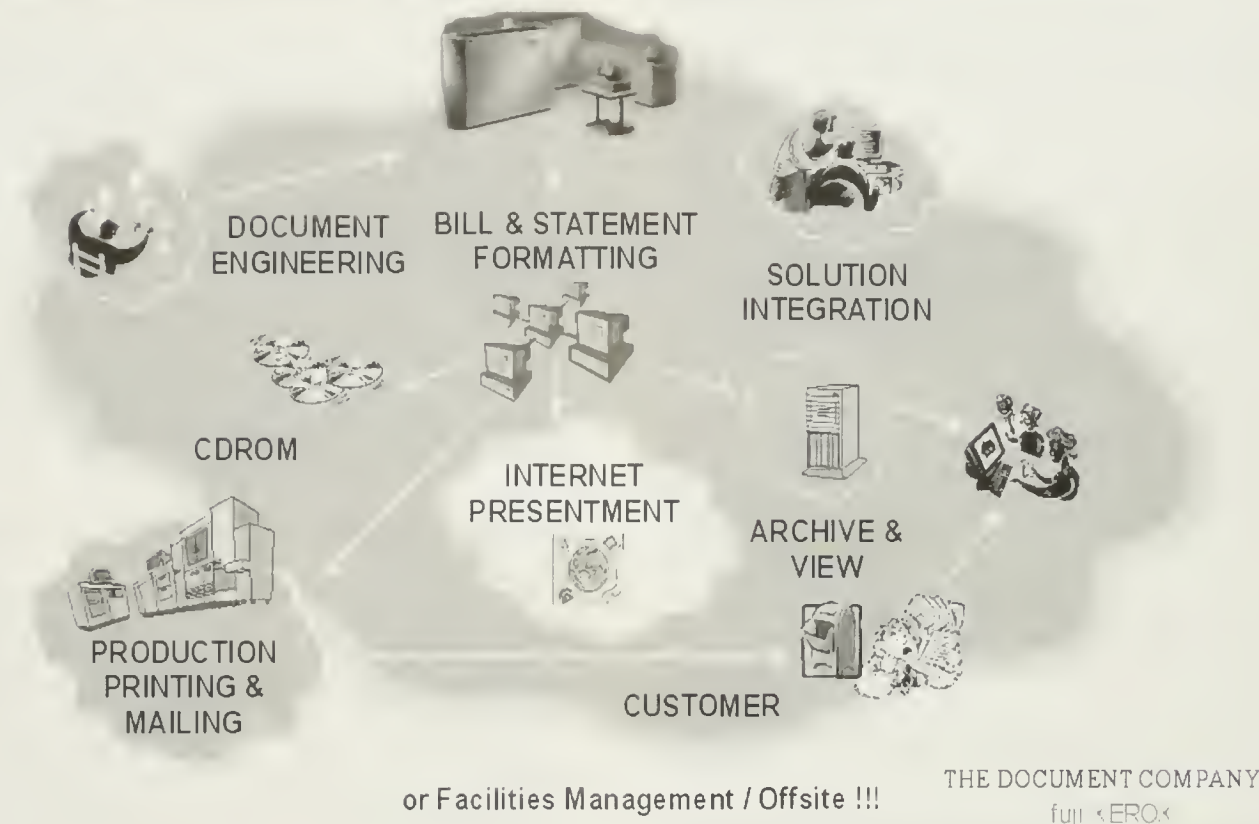 DOCUMENT
ENGINEERING
BILL & STATEMENT
FORMATTING
SOLUTION
INTEGRATION
CDROM
INTERNET
PRESENTMENT
ARCHIVE &
VIEW
PRODUCTION
PRINTING &
MAILING
CUSTOMER
or Facilities Management / Offsite !!!
THE DOCUMENT COMPANY